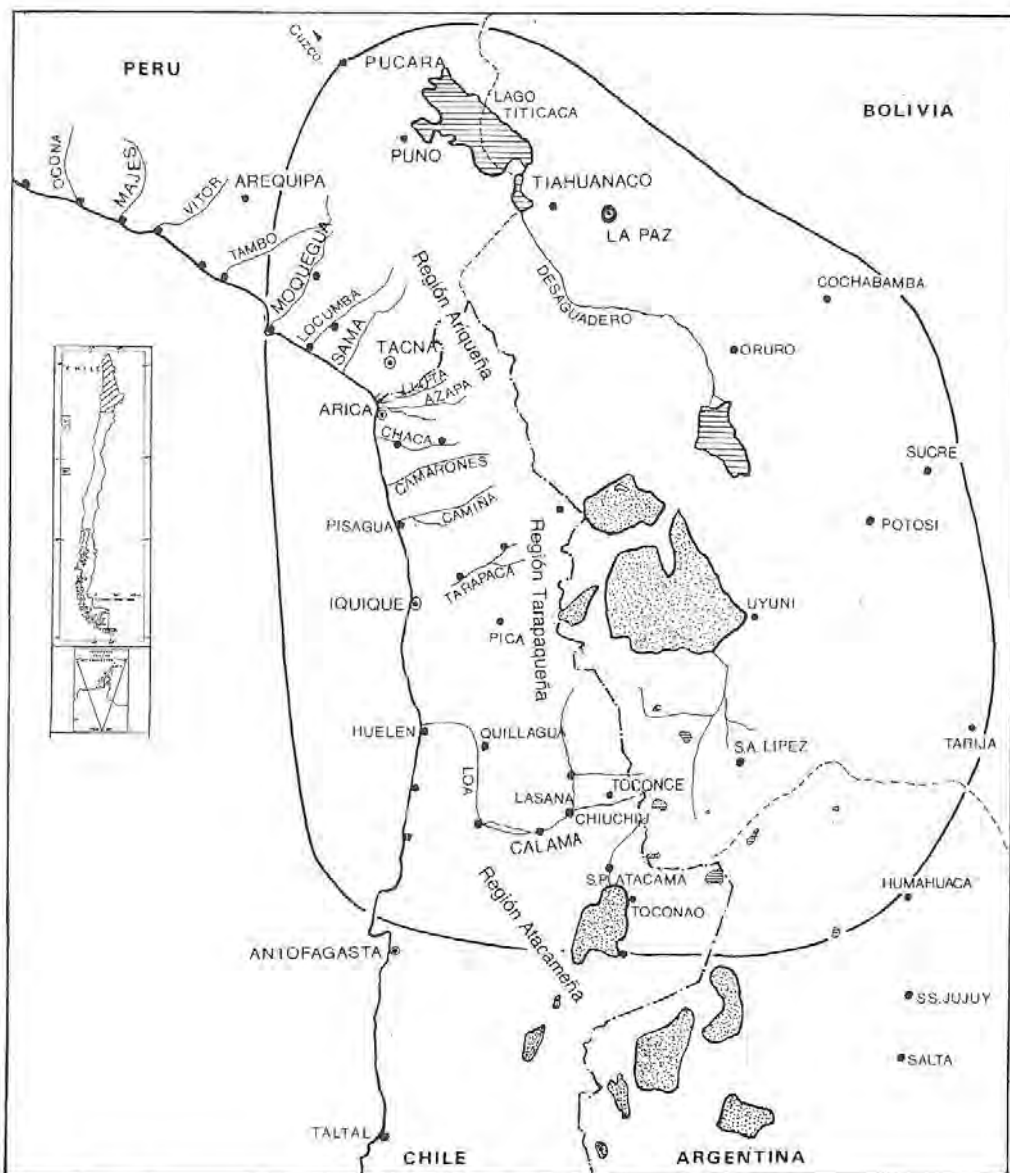 Cuzco
PERU
PUCARA
LAGO
TITICACA
BOLIVIA
OCOÑA
MAJES
VITOR
AREQUIPA
PUNO
TIAHUANACO
LA PAZ
TAMBO
MOQUEGUA
Región Ariqueña
DESAGUADERO
COCHABAMBA
LOCUMBA
SAMA
TACNA
ORURO
CHILE
LLUTA
AZAPA
ARICA
CHACA
SUCRE
CAMARONES
CAMIÑA
PISAGUA
POTOSI
Región Tarapaqueña
TARAPACA
IQUIQUE
UYUNI
PICA
HUELEN
QUILLAGUA
S.A. LIPEZ
TARIJA
LOA
TOCONCE
LASANA
CHIUCHIU
CALAMA
S.P. ATACAMA
HUMAHUACA
TOCONAO
Región Atacameña
ANTOFAGASTA
SS.JUJUY
SALTA
TALTAL
CHILE
ARGENTINA